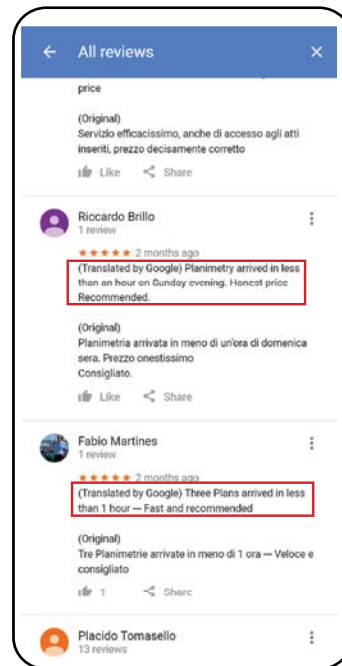 All reviews
price
(Original)
Servizio efficacissimo, anche di accesso agli atti
inseriti, prezzo decisamente corretto
Like Share
Riccardo Brillo
1 review
2 months ago
(Translated by Google) Planimetry arrived in less
than an hour on Sunday evening. Honest price
Recommended.
(Original)
Planimetria arrivata in meno di un'ora di domenica
sera. Prezzo onestissimo
Consigliato.
Like Share
Fabio Martines
1 review
2 months ago
(Translated by Google) Three Plans arrived in less
than 1 hour — Fast and recommended
(Original)
Tre Planimetrie arrivate in meno di 1 ora — Veloce e
consigliato
1 Share
Placido Tomasello
13 reviews